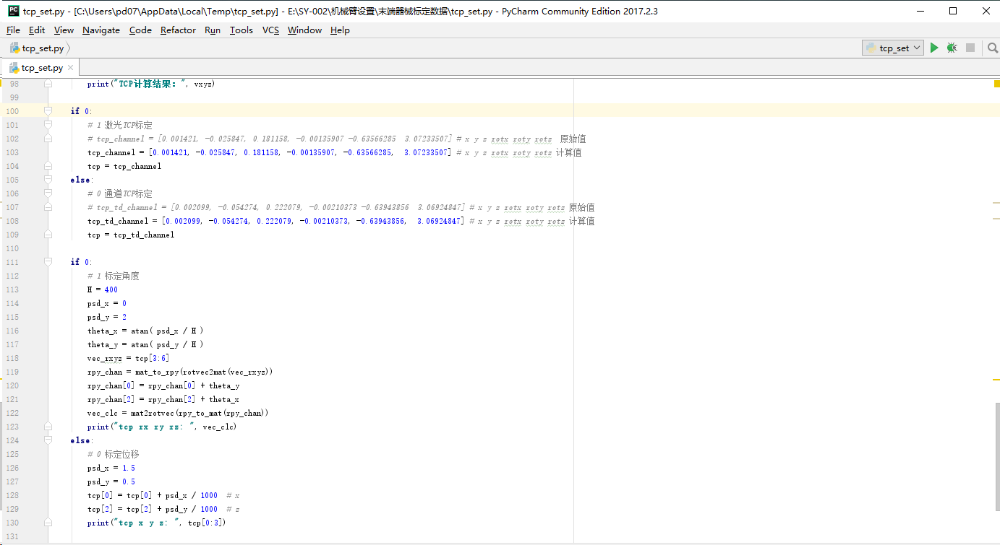 tcp_set.py - [C:\Users\pd07\AppData\Local\Temp\tcp_set.py] - E:\SY-002\机械臂设置\末端器械标定数据\tcp_set.py - PyCharm Community Edition 2017.2.3
File Edit View Navigate Code Refactor Run Tools VCS Window Help
tcp_set.py tcp_set
tcp_set.py
98 print("TCP计算结果: ", vxyz)
99
100 if 0:
101 # 1 激光TCP标定
102 # tcp_channel = [0.001421, -0.025847, 0.181158, -0.00135907 -0.63566285 3.07233507] # x y z rotx roty rotz 原始值
103 tcp_channel = [0.001421, -0.025847, 0.181158, -0.00135907, -0.63566285, 3.07233507] # x y z rotx roty rotz 计算值
104 tcp = tcp_channel
105 else:
106 # 0 通道TCP标定
107 # tcp_td_channel = [0.002099, -0.054274, 0.222079, -0.00210373 -0.63943856 3.06924847] # x y z rotx roty rotz 原始值
108 tcp_td_channel = [0.002099, -0.054274, 0.222079, -0.00210373, -0.63943856, 3.06924847] # x y z rotx roty rotz 计算值
109 tcp = tcp_td_channel
110
111 if 0:
112 # 1 标定角度
113 H = 400
114 psd_x = 0
115 psd_y = 2
116 theta_x = atan( psd_x / H )
117 theta_y = atan( psd_y / H )
118 vec_rxyz = tcp[3:6]
119 rpy_chan = mat_to_rpy(rotvec2mat(vec_rxyz))
120 rpy_chan[0] = rpy_chan[0] + theta_y
121 rpy_chan[2] = rpy_chan[2] + theta_x
122 vec_clc = mat2rotvec(rpy_to_mat(rpy_chan))
123 print("tcp rx ry rz: ", vec_clc)
124 else:
125 # 0 标定位移
126 psd_x = 1.5
127 psd_y = 0.5
128 tcp[0] = tcp[0] + psd_x / 1000 # x
129 tcp[2] = tcp[2] + psd_y / 1000 # z
130 print("tcp x y z: ", tcp[0:3])
131